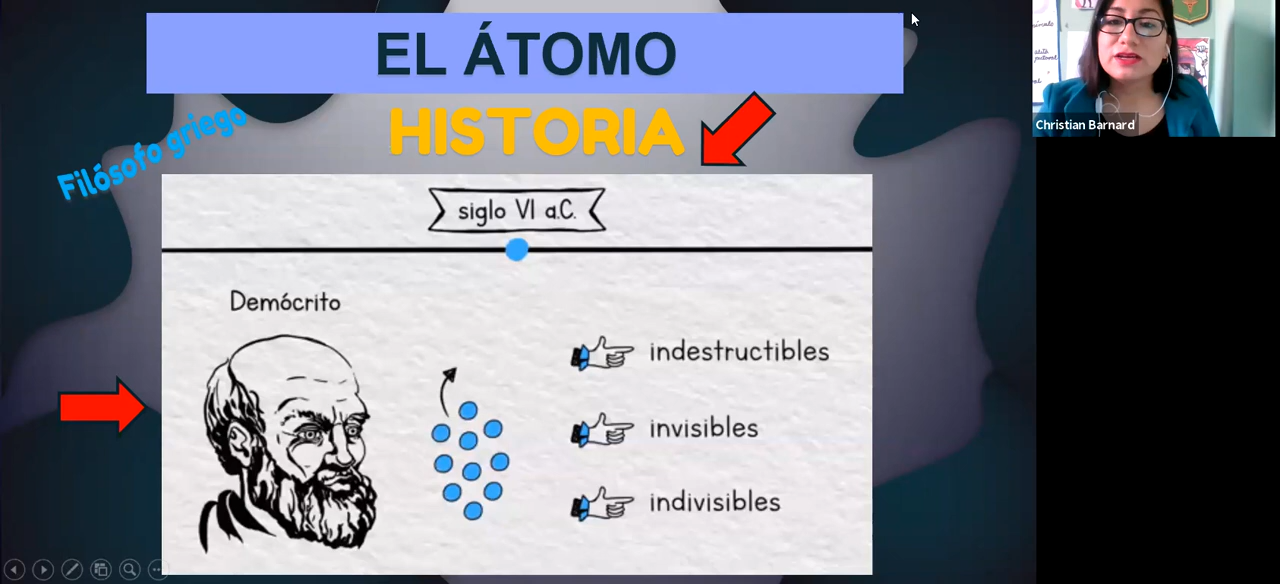 EL ÁTOMO
HISTORIA
Filósofo griego
siglo VI a.C.
Demócrito
indestructibles
invisibles
indivisibles
Christian Barnard